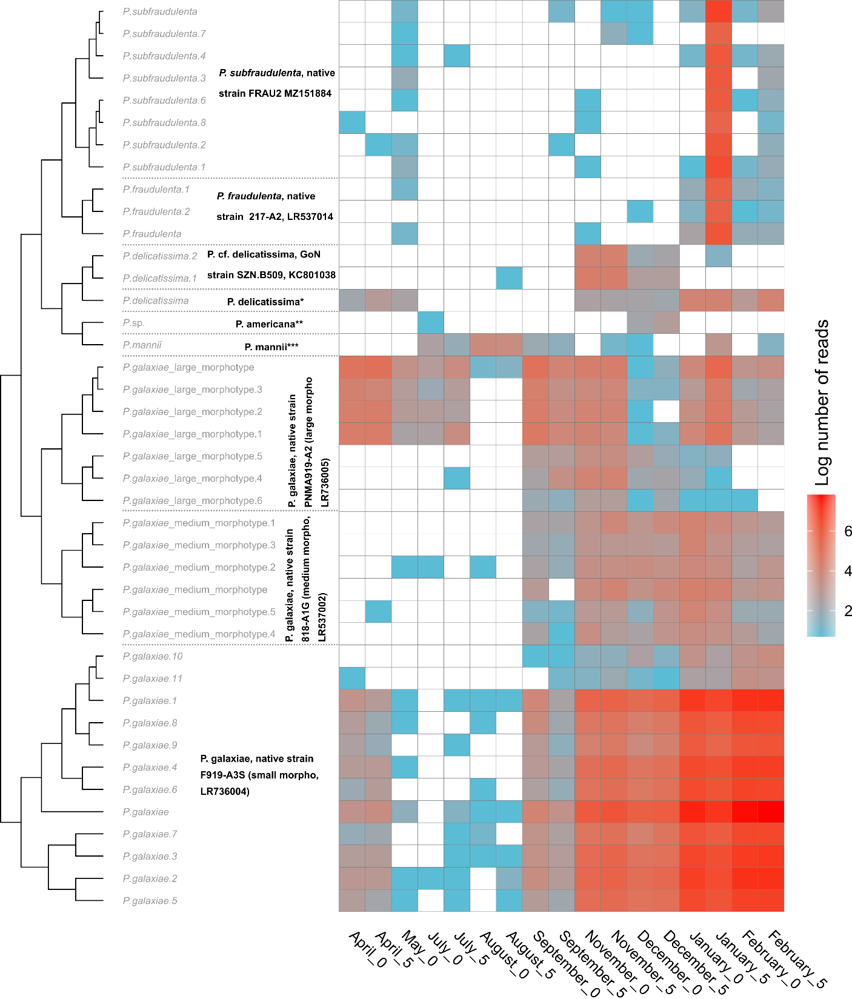 P.subfraudulenta
P.subfraudulenta.7
P.subfraudulenta.4
P.subfraudulenta.3
P.subfraudulenta.6
P.subfraudulenta.8
P.subfraudulenta.2
P.subfraudulenta.1
P. subfraudulenta, native
strain FRAU2 MZ151884
P.fraudulenta.1
P.fraudulenta.2
P.fraudulenta
P. fraudulenta, native
strain 217-A2, LR537014
P.delicatissima.2
P.delicatissima.1
P. cf. delicatissima, GoN
strain SZN.B509, KC801038
P.delicatissima
P. delicatissima*
P.sp.
P. americana**
P.mannii
P. mannii***
P.galaxiae_large_morphotype
P.galaxiae_large_morphotype.3
P.galaxiae_large_morphotype.2
P.galaxiae_large_morphotype.1
P.galaxiae_large_morphotype.5
P.galaxiae_large_morphotype.4
P.galaxiae_large_morphotype.6
P. galaxiae, native strain
PNMA919-A2 (large morpho
LR736005)
P.galaxiae_medium_morphotype.1
P.galaxiae_medium_morphotype.3
P.galaxiae_medium_morphotype.2
P.galaxiae_medium_morphotype
P.galaxiae_medium_morphotype.5
P.galaxiae_medium_morphotype.4
P. galaxiae, native strain
818-A1G (medium morpho,
LR537002)
P.galaxiae.10
P.galaxiae.11
P.galaxiae.1
P.galaxiae.8
P.galaxiae.9
P.galaxiae.4
P.galaxiae.6
P.galaxiae
P.galaxiae.7
P.galaxiae.3
P.galaxiae.2
P.galaxiae.5
P. galaxiae, native strain
F919-A3S (small morpho,
LR736004)
April_0
April_5
May_0
July_0
July_5
August_0
August_5
September_0
September_5
November_0
November_5
December_0
December_5
January_0
January_5
February_0
February_5
Log number of reads
6
4
2